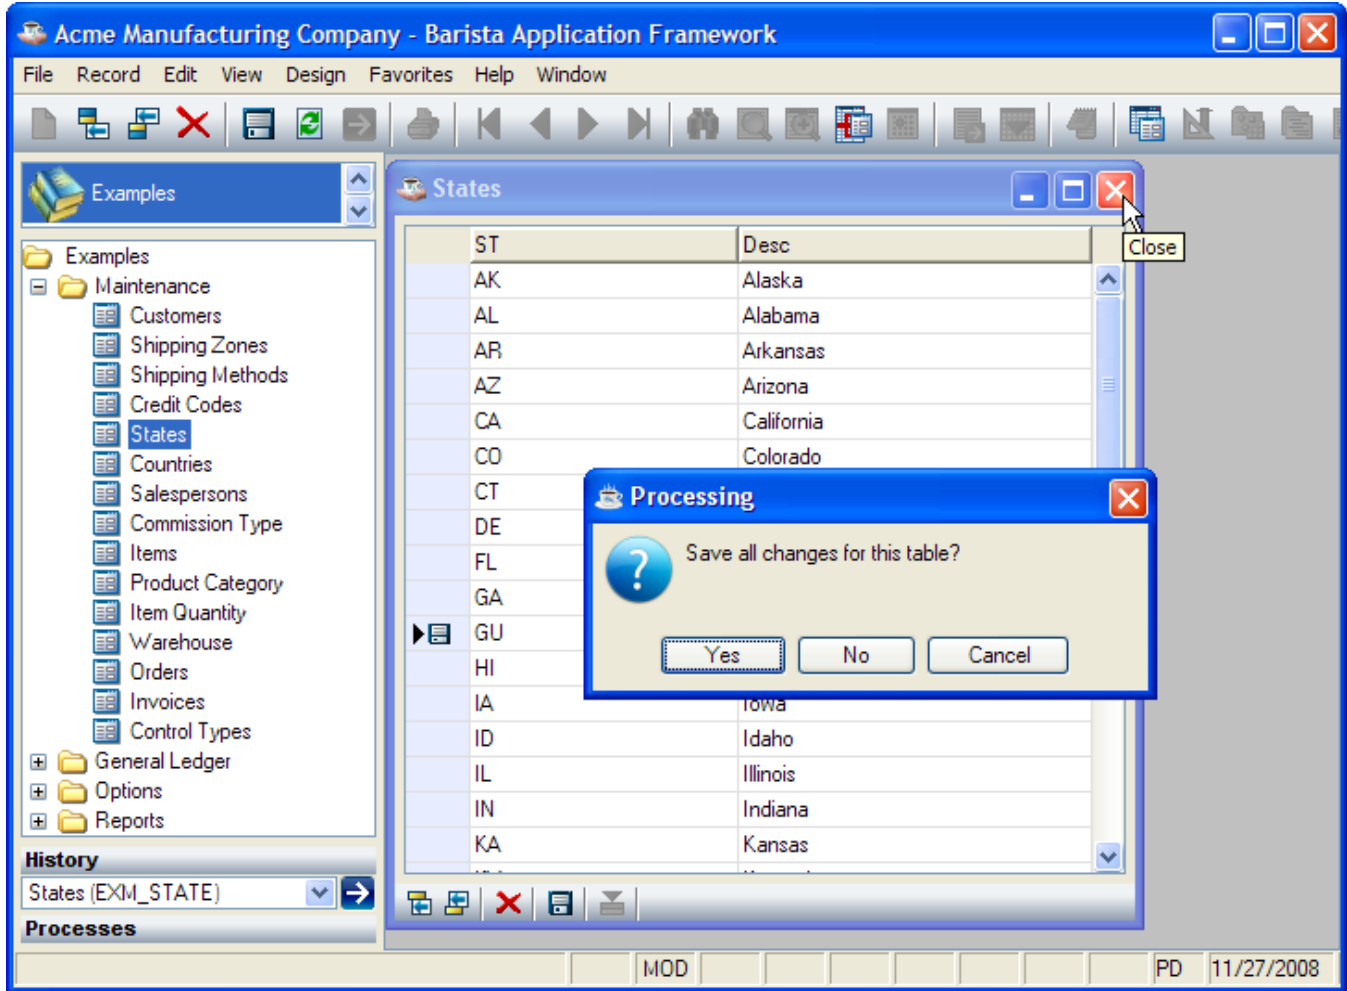 Acme Manufacturing Company - Barista Application Framework
File Record Edit View Design Favorites Help Window
Examples
Examples
Maintenance
Customers
Shipping Zones
Shipping Methods
Credit Codes
States
Countries
Salespersons
Commission Type
Items
Product Category
Item Quantity
Warehouse
Orders
Invoices
Control Types
General Ledger
Options
Reports
History
States (EXM_STATE)
Processes
States
Close
ST Desc
AK Alaska
AL Alabama
AR Arkansas
AZ Arizona
CA California
CO Colorado
CT
DE
FL
GA
GU
HI
IA Iowa
ID Idaho
IL Illinois
IN Indiana
KA Kansas
Processing
Save all changes for this table?
Yes No Cancel
MOD PD 11/27/2008